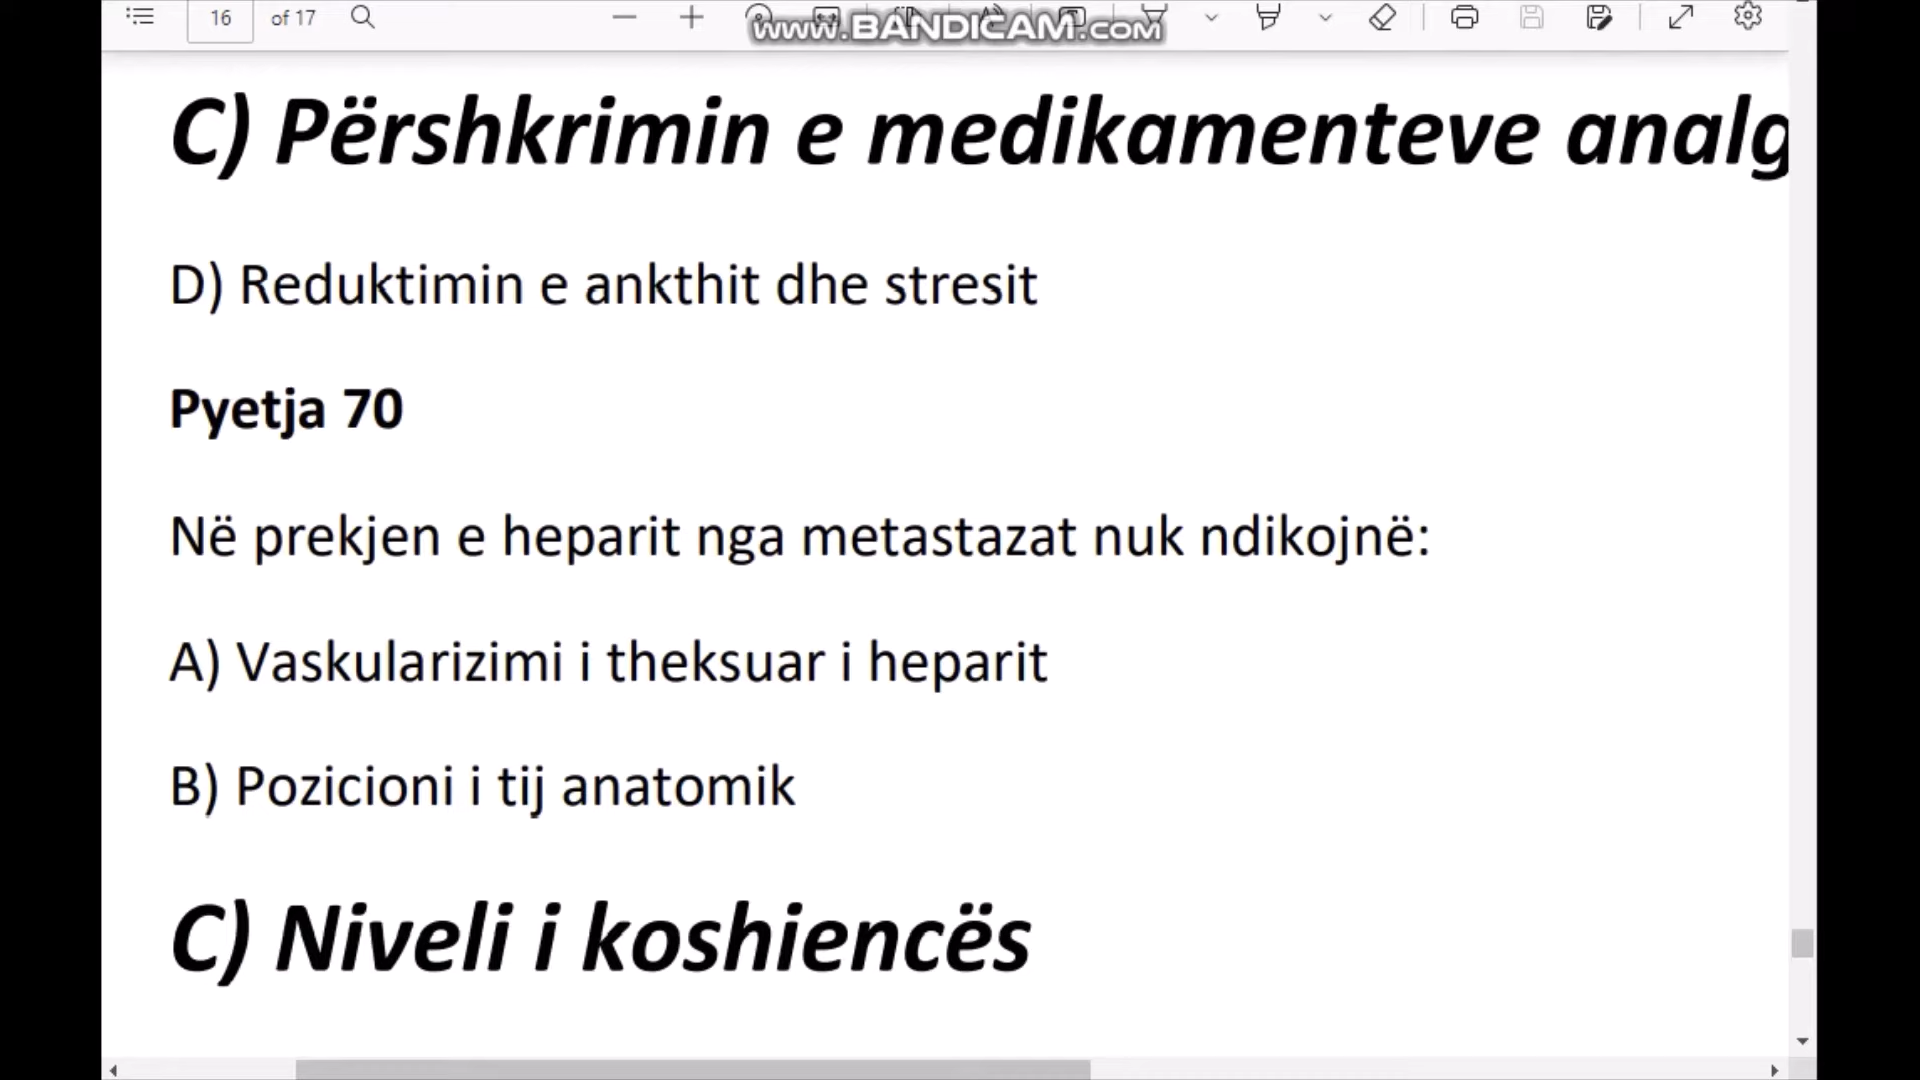 16 of 17
www.BANDICAM.com
C) Përshkrimin e medikamenteve
D) Reduktimin e ankthit dhe stresit
Pyetja 70
Në prekjen e heparit nga metastazat nuk ndikojnë:
A) Vaskularizimi i theksuar i heparit
B) Pozicioni i tij anatomik
C) Niveli i koshiencës